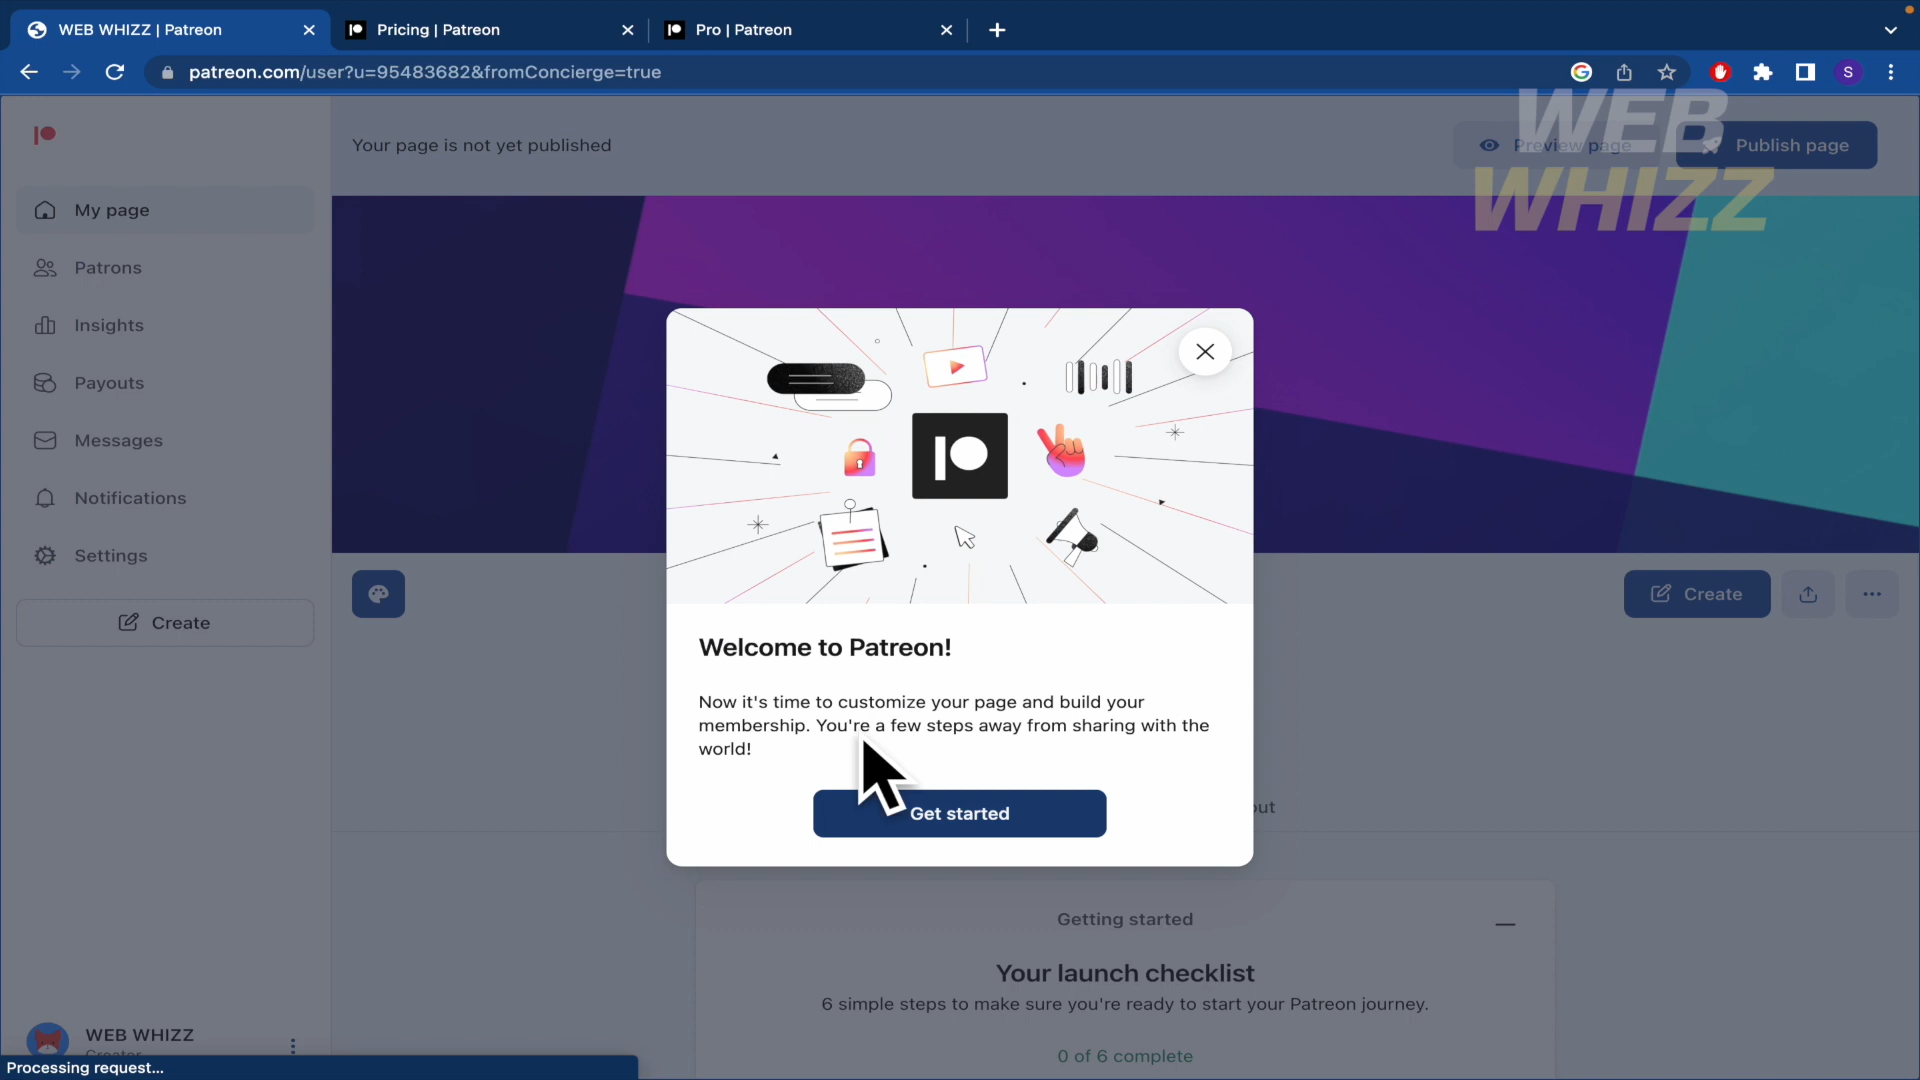 WEB WHIZZ | Patreon
Pricing | Patreon
Pro | Patreon
patreon.com/user?u=95483682&fromConcierge=true
S
WEB
WHIZZ
Your page is not yet published
Preview page
Publish page
My page
Patrons
Insights
Payouts
Messages
Notifications
Settings
Create
Create
Welcome to Patreon!
Now it's time to customize your page and build your
membership. You're a few steps away from sharing with the
world!
Get started
out
Getting started
Your launch checklist
6 simple steps to make sure you're ready to start your Patreon journey.
0 of 6 complete
WEB WHIZZ
Creator
Processing request...